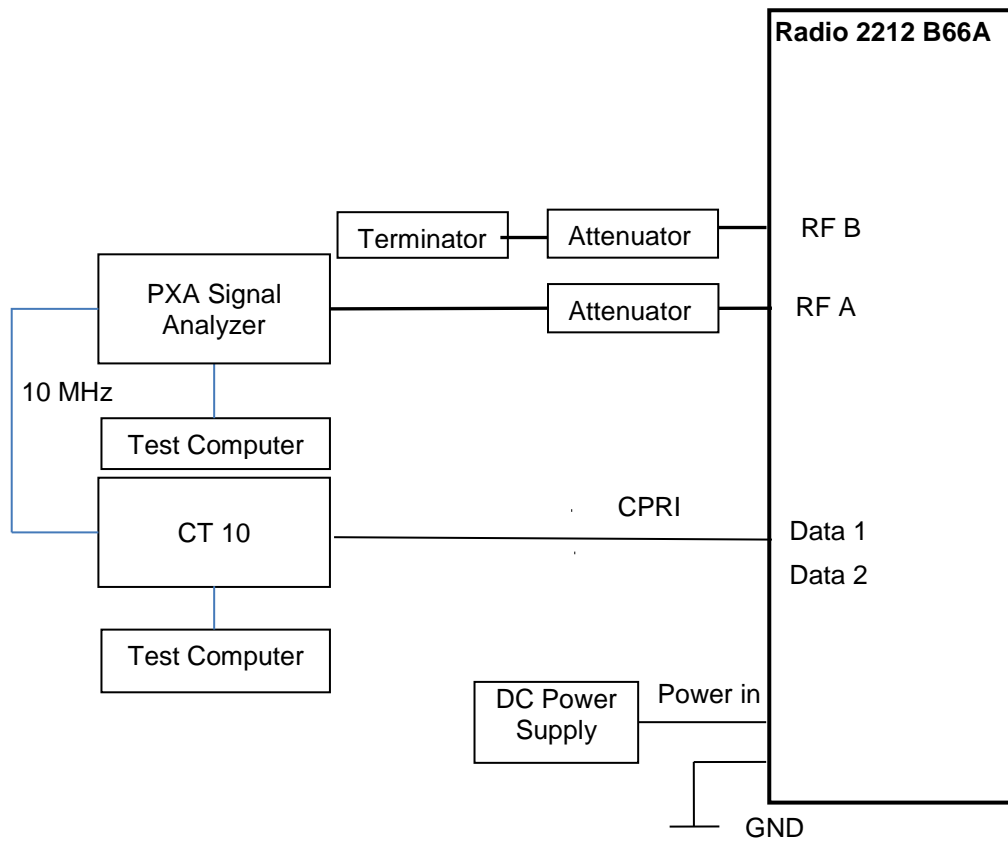 Radio 2212 B66A
RF B
Terminator
Attenuator
PXA Signal
Analyzer
Attenuator
RF A
10 MHz
Test Computer
CPRI
CT 10
Data 1
Data 2
Test Computer
DC Power
Supply
Power in
GND